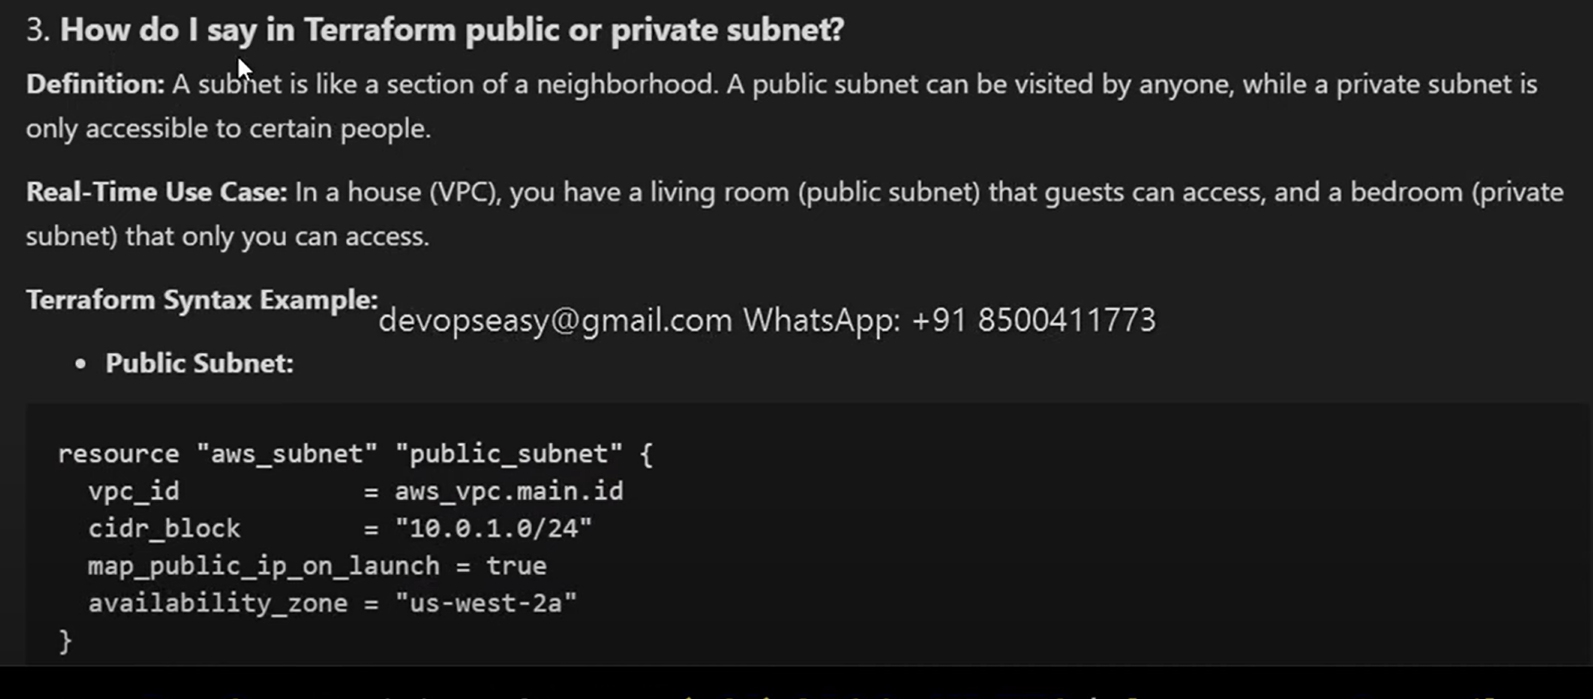 3. How do I say in Terraform public or private subnet?
Definition: A subnet is like a section of a neighborhood. A public subnet can be visited by anyone, while a private subnet is
only accessible to certain people.
Real-Time Use Case: In a house (VPC), you have a living room (public subnet) that guests can access, and a bedroom (private
subnet) that only you can access.
Terraform Syntax Example:
devopseasy@gmail.com WhatsApp: +91 8500411773
• Public Subnet:
resource "aws_subnet" "public_subnet" {
  vpc_id            = aws_vpc.main.id
  cidr_block        = "10.0.1.0/24"
  map_public_ip_on_launch = true
  availability_zone = "us-west-2a"
}